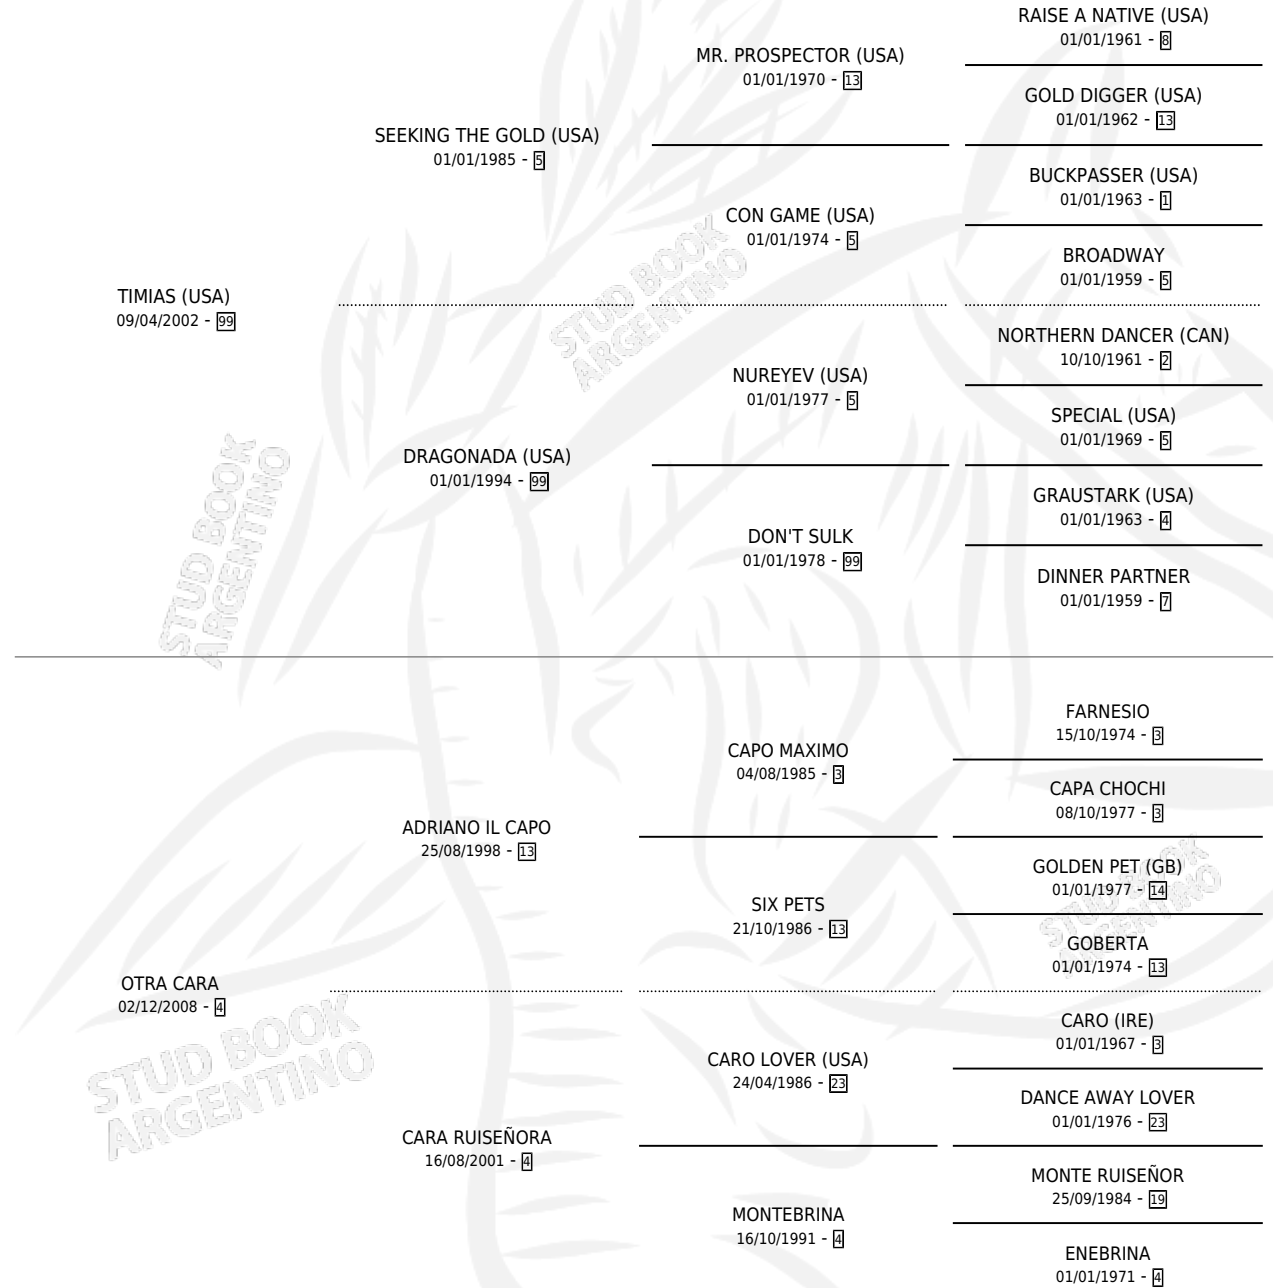 RAISE A NATIVE (USA)
01/01/1961 - 8
MR. PROSPECTOR (USA)
01/01/1970 - 13
GOLD DIGGER (USA)
01/01/1962 - 13
SEEKING THE GOLD (USA)
01/01/1985 - 5
BUCKPASSER (USA)
01/01/1963 - 1
CON GAME (USA)
01/01/1974 - 5
BROADWAY
01/01/1959 - 5
TIMIAS (USA)
09/04/2002 - 99
NORTHERN DANCER (CAN)
10/10/1961 - 2
NUREYEV (USA)
01/01/1977 - 5
SPECIAL (USA)
01/01/1969 - 5
DRAGONADA (USA)
01/01/1994 - 99
GRAUSTARK (USA)
01/01/1963 - 4
DON'T SULK
01/01/1978 - 99
DINNER PARTNER
01/01/1959 - 7
FARNESIO
15/10/1974 - 3
CAPO MAXIMO
04/08/1985 - 3
CAPA CHOCHI
08/10/1977 - 3
ADRIANO IL CAPO
25/08/1998 - 13
GOLDEN PET (GB)
01/01/1977 - 14
SIX PETS
21/10/1986 - 13
GOBERTA
01/01/1974 - 13
OTRA CARA
02/12/2008 - 4
CARO (IRE)
01/01/1967 - 3
CARO LOVER (USA)
24/04/1986 - 23
DANCE AWAY LOVER
01/01/1976 - 23
CARA RUISEÑORA
16/08/2001 - 4
MONTE RUISEÑOR
25/09/1984 - 19
MONTEBRINA
16/10/1991 - 4
ENEBRINA
01/01/1971 - 4
STUD BOOK
ARGENTINO
STUD BOOK
ARGENTINO
STUD BOOK
ARGENTINO
STUD BOOK
ARGENTINO